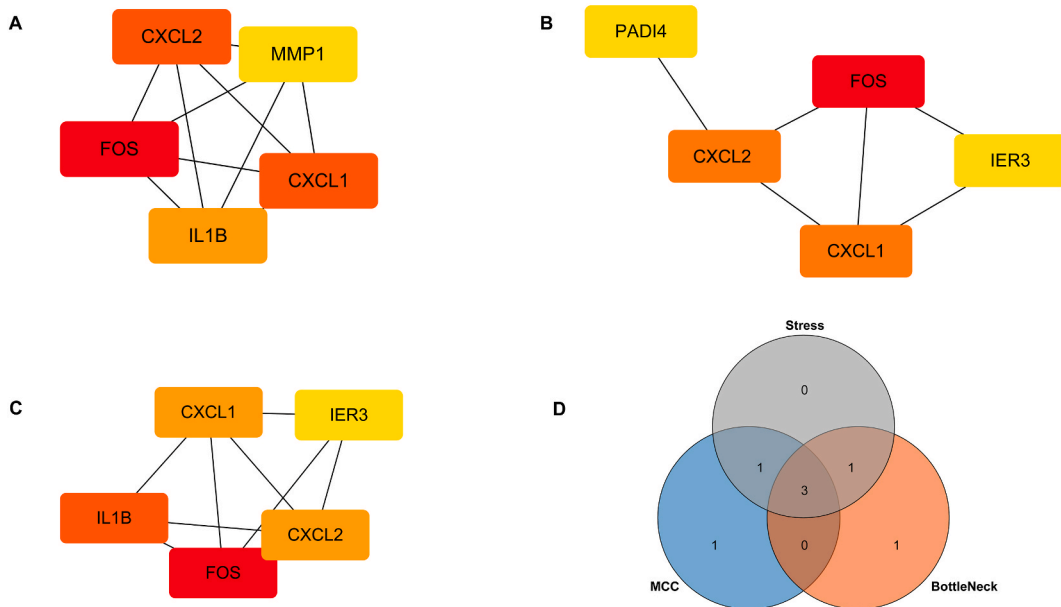 A
CXCL2
MMP1
FOS
CXCL1
IL1B
B
PADI4
FOS
CXCL2
IER3
CXCL1
C
CXCL1
IER3
IL1B
CXCL2
FOS
D
Stress
0
1
1
3
1
0
1
MCC
BottleNeck